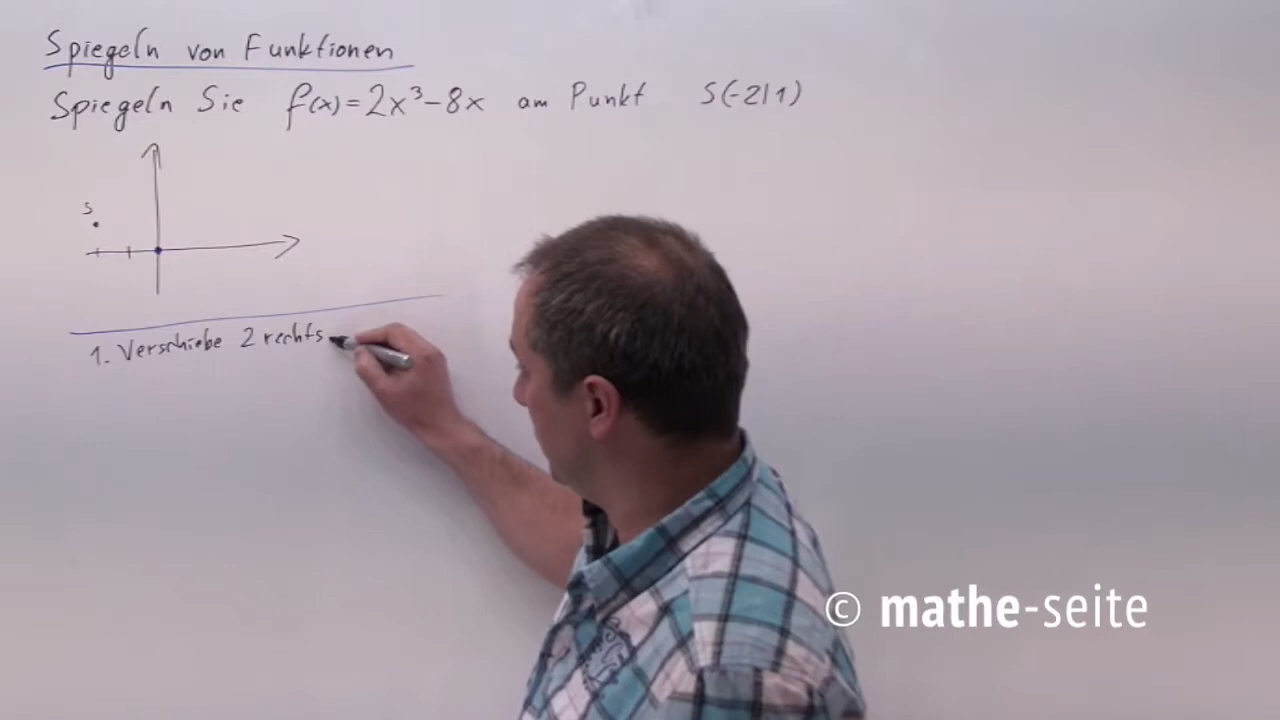 Spiegeln von Funktionen
Spiegeln Sie f(x)=2x³-8x am Punkt S(-2|1)
S
1. Verschiebe 2 rechts
© mathe-seite